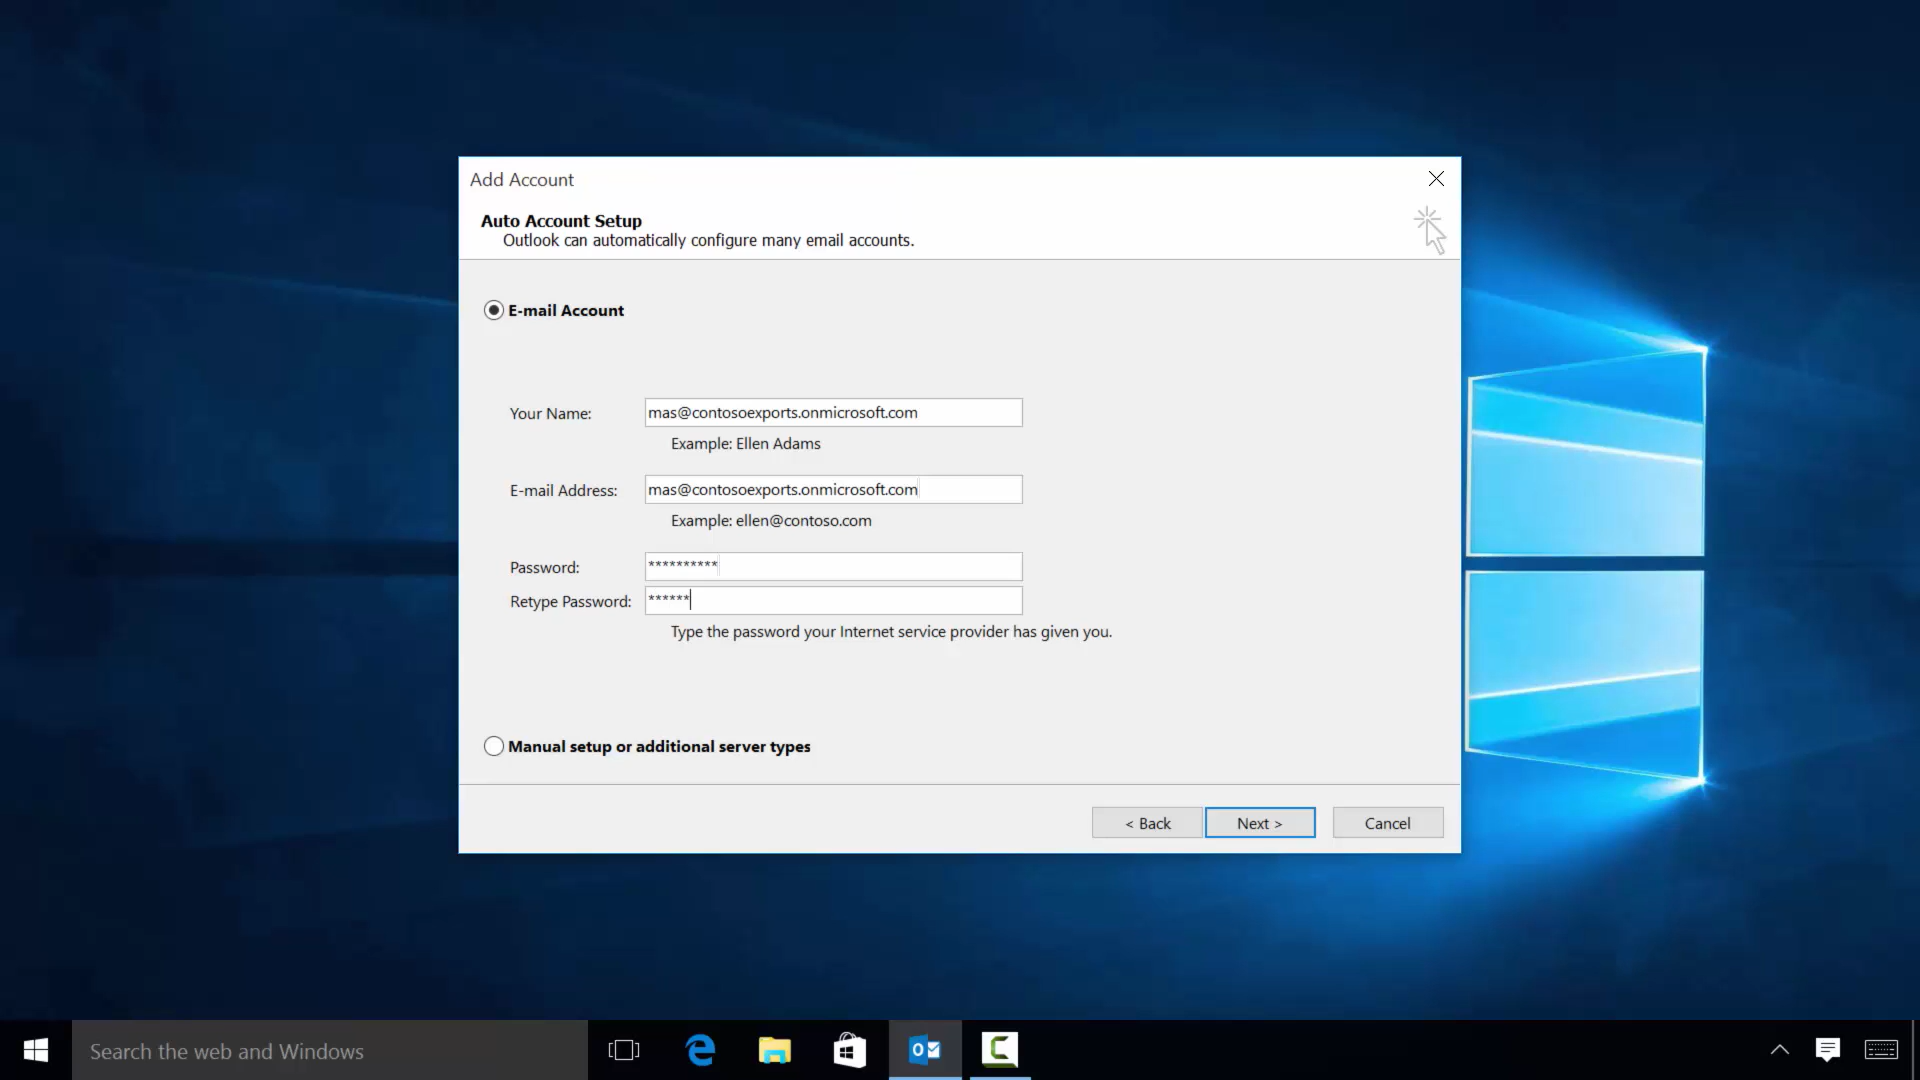 Add Account
Auto Account Setup
Outlook can automatically configure many email accounts.
E-mail Account
Your Name: mas@contosoexports.onmicrosoft.com
Example: Ellen Adams
E-mail Address: mas@contosoexports.onmicrosoft.com
Example: ellen@contoso.com
Password: **********
Retype Password: ******
Type the password your Internet service provider has given you.
Manual setup or additional server types
< Back Next > Cancel
Search the web and Windows